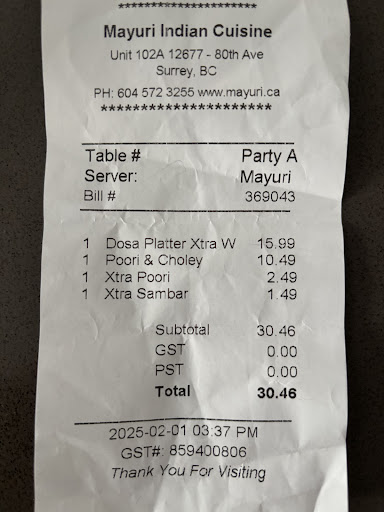 ********************
Mayuri Indian Cuisine
Unit 102A 12677 - 80th Ave
Surrey, BC
PH: 604 572 3255 www.mayuri.ca
*********************
Table # Party A
Server: Mayuri
Bill # 369043
1 Dosa Platter Xtra W 15.99
1 Poori & Choley 10.49
1 Xtra Poori 2.49
1 Xtra Sambar 1.49
Subtotal 30.46
GST 0.00
PST 0.00
Total 30.46
2025-02-01 03:37 PM
GST#: 859400806
Thank You For Visiting